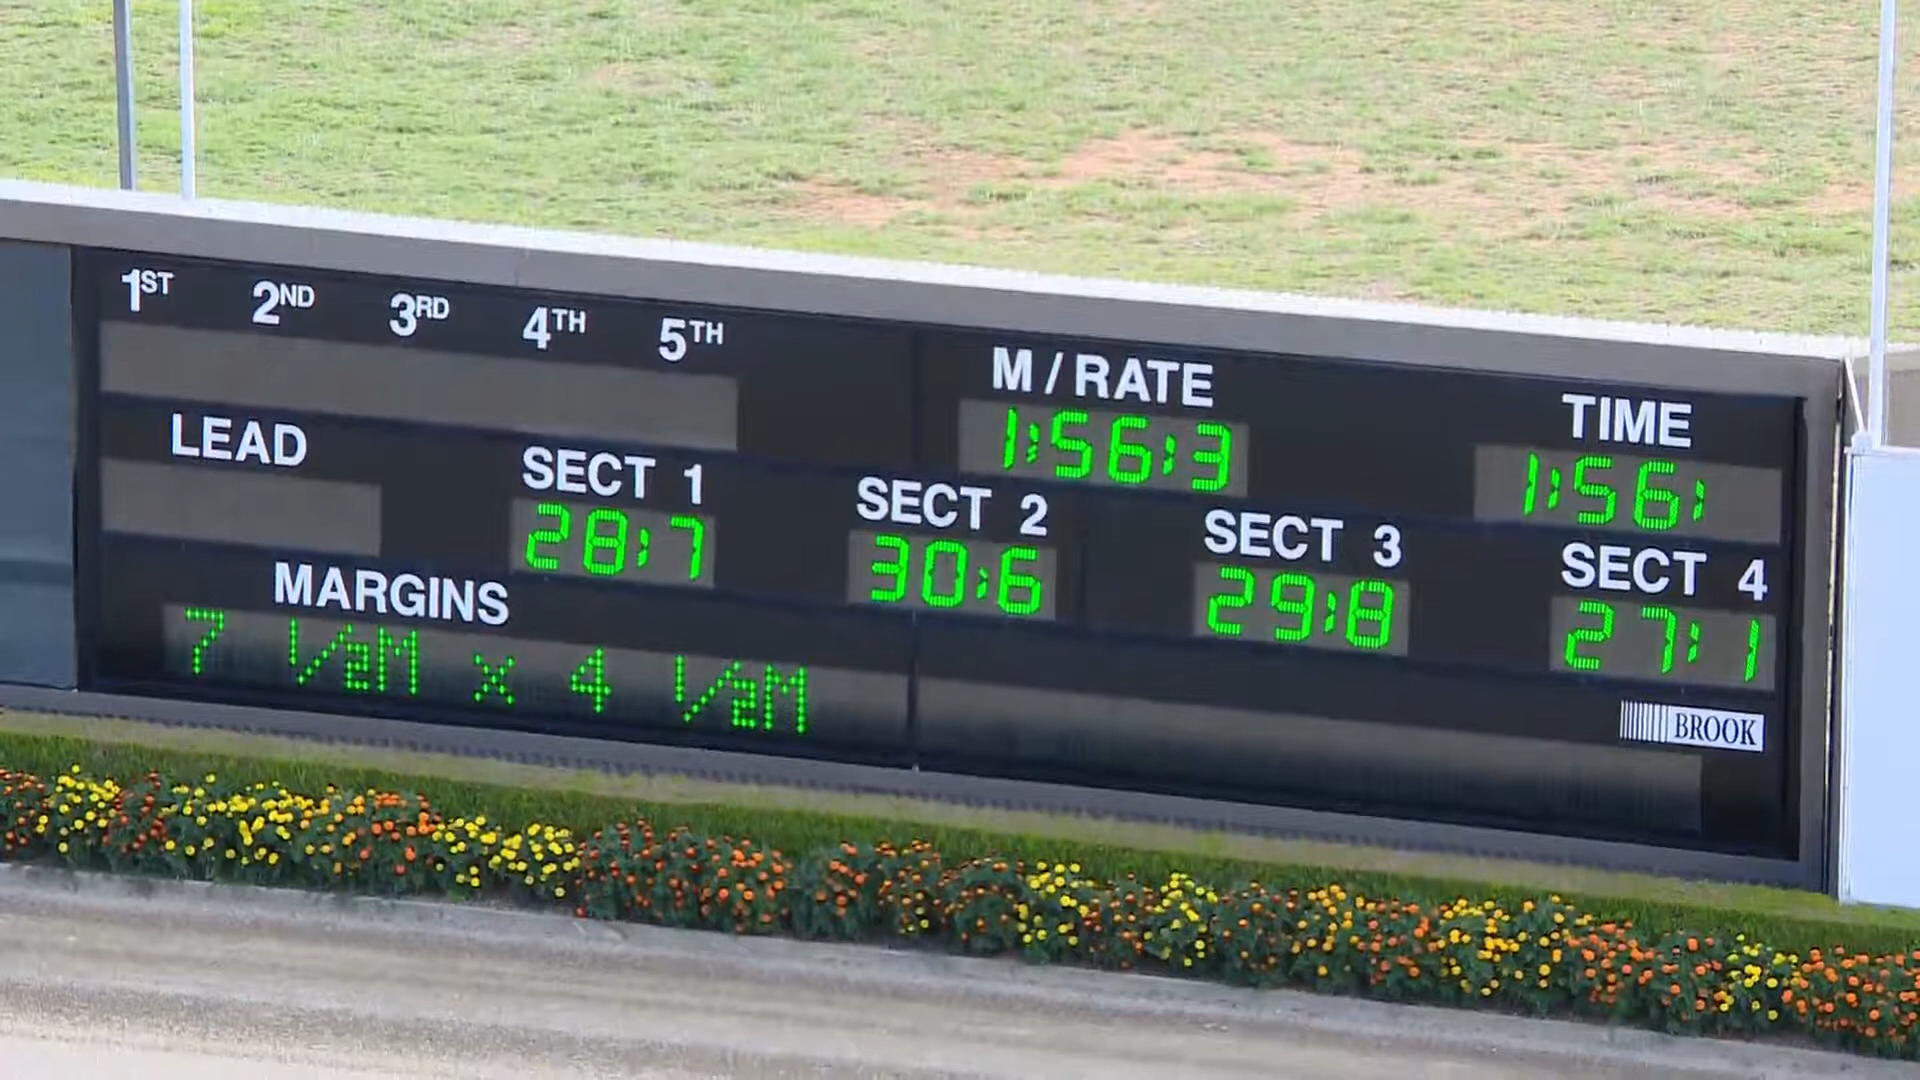 1ST 2ND 3RD 4TH 5TH
M/RATE TIME
1:56:3 1:56:
LEAD SECT 1 SECT 2 SECT 3 SECT 4
28:7 30:6 29:8 27:1
MARGINS
7 1/2M x 4 1/2M
BROOK